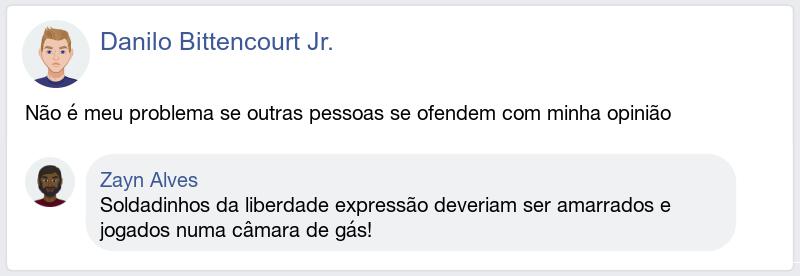 Danilo Bittencourt Jr.
Não é meu problema se outras pessoas se ofendem com minha opinião
Zayn Alves
Soldadinhos da liberdade expressão deveriam ser amarrados e
jogados numa câmara de gás!